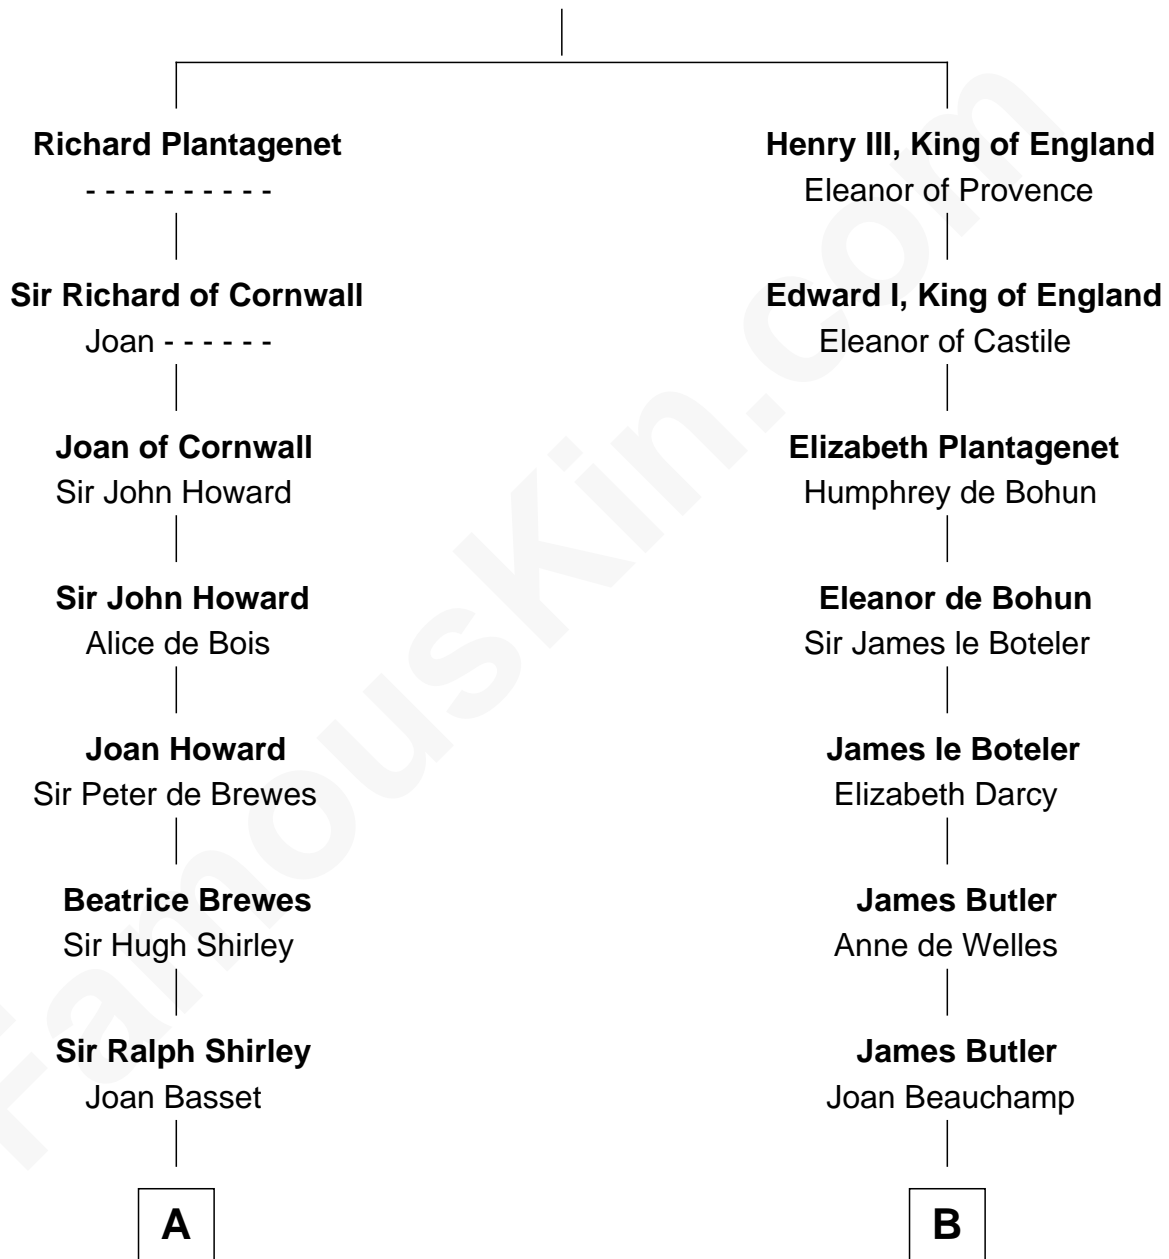 Richard Plantagenet
- - - - - - - - - -
Sir Richard of Cornwall
Joan - - - - - -
Joan of Cornwall
Sir John Howard
Sir John Howard
Alice de Bois
Joan Howard
Sir Peter de Brewes
Beatrice Brewes
Sir Hugh Shirley
Sir Ralph Shirley
Joan Basset
A
Henry III, King of England
Eleanor of Provence
Edward I, King of England
Eleanor of Castile
Elizabeth Plantagenet
Humphrey de Bohun
Eleanor de Bohun
Sir James le Boteler
James le Boteler
Elizabeth Darcy
James Butler
Anne de Welles
James Butler
Joan Beauchamp
B
FamousKin.com